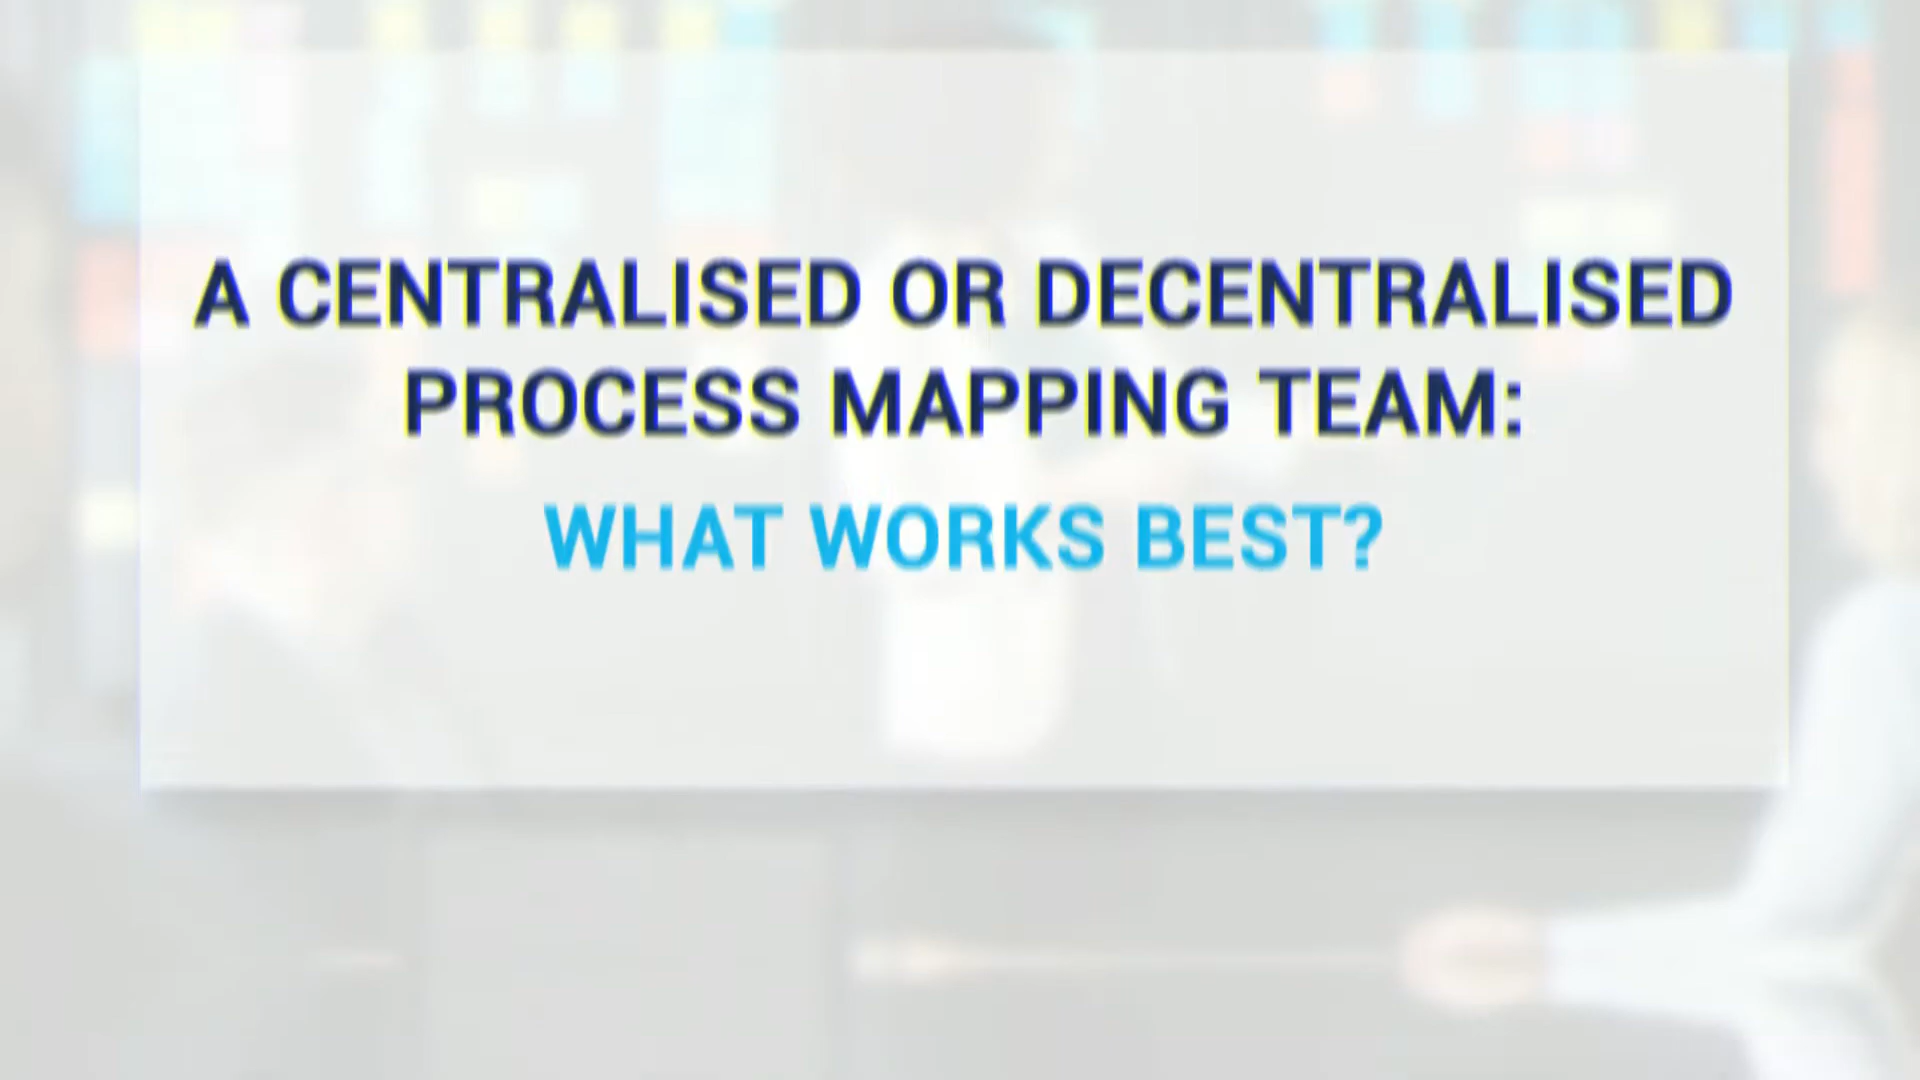 A CENTRALISED OR DECENTRALISED
PROCESS MAPPING TEAM:
WHAT WORKS BEST?